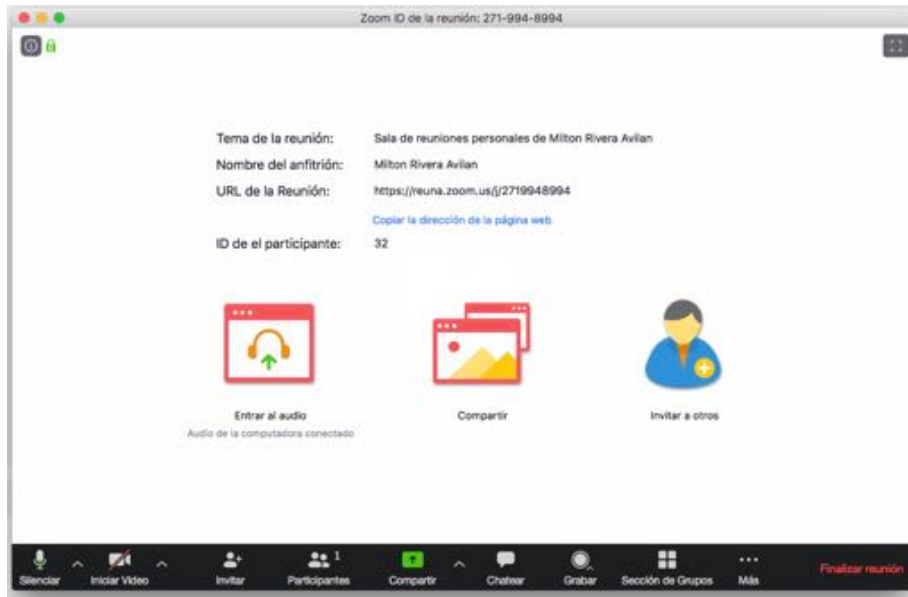 Zoom ID de la reunión: 271-994-8994
Tema de la reunión: Sala de reuniones personales de Milton Rivera Avilan
Nombre del anfitrión: Milton Rivera Avilan
URL de la Reunión: https://reuna.zoom.us/j/2719948994
Copiar la dirección de la página web
ID de el participante: 32
Entrar al audio Compartir Invitar a otros
Audio de la computadora conectado
1
Silenciar Iniciar Video Invitar Participantes Compartir Chatear Grabar Sección de Grupos Más Finalizar reunión